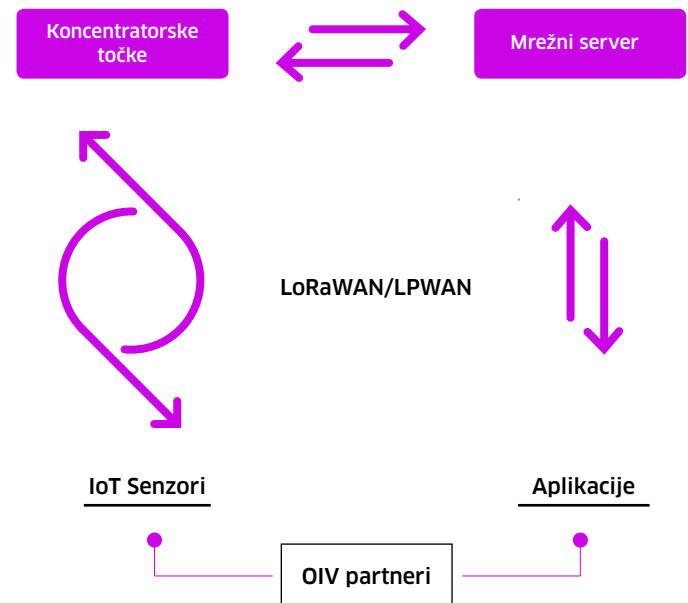 Koncentratorske
točke
Mrežni server
LoRaWAN/LPWAN
IoT Senzori
Aplikacije
OIV partneri